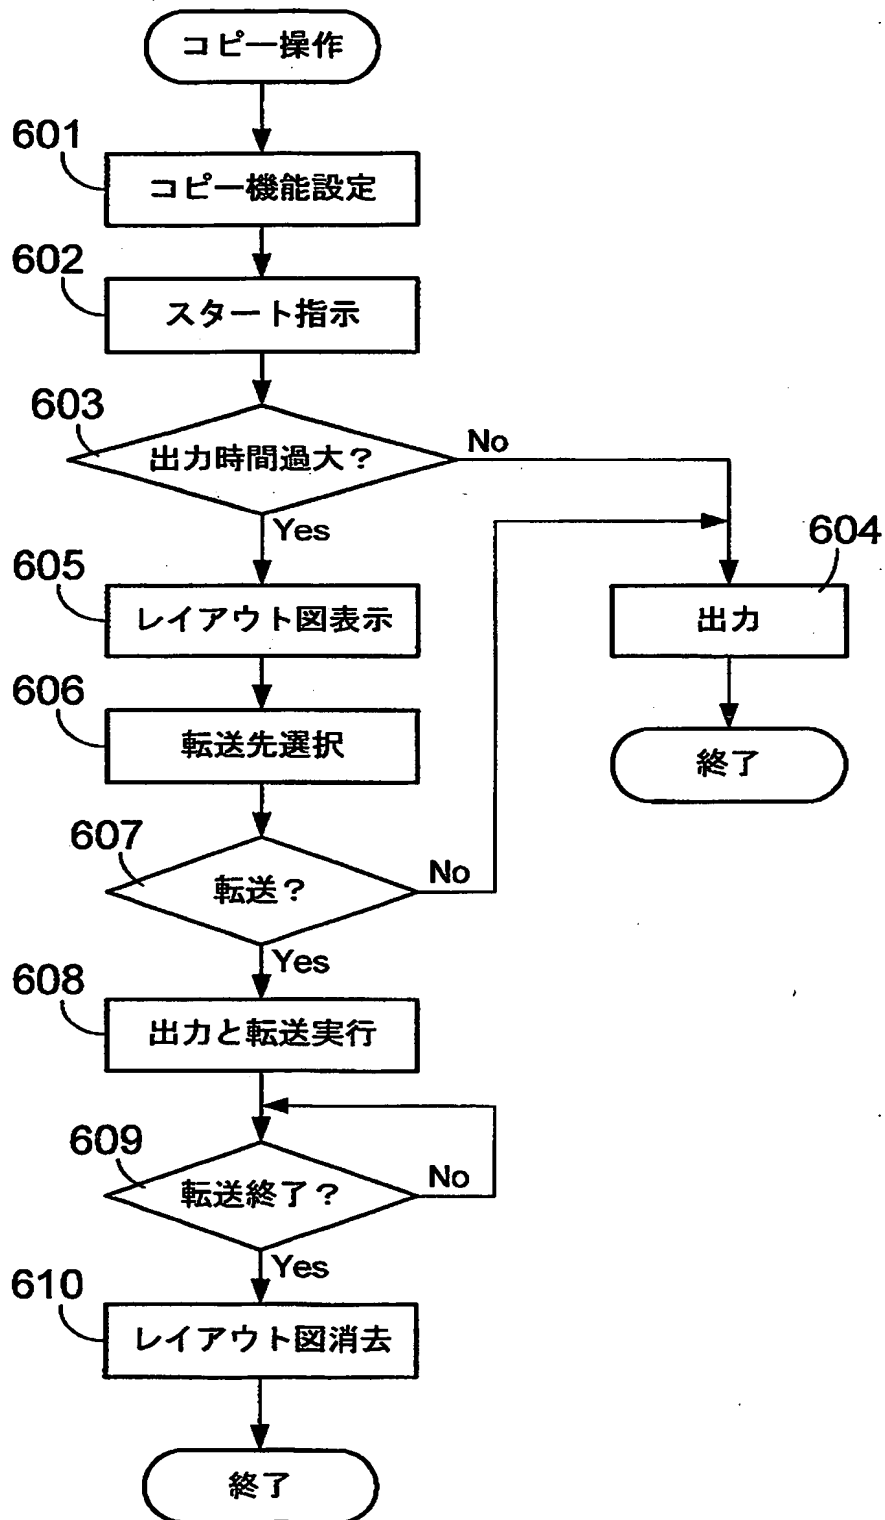 コピー操作
601
コピー機能設定
602
スタート指示
603
出力時間過大？
No
Yes
604
出力
終了
605
レイアウト図表示
606
転送先選択
607
転送？
No
Yes
608
出力と転送実行
609
転送終了？
No
Yes
610
レイアウト図消去
終了